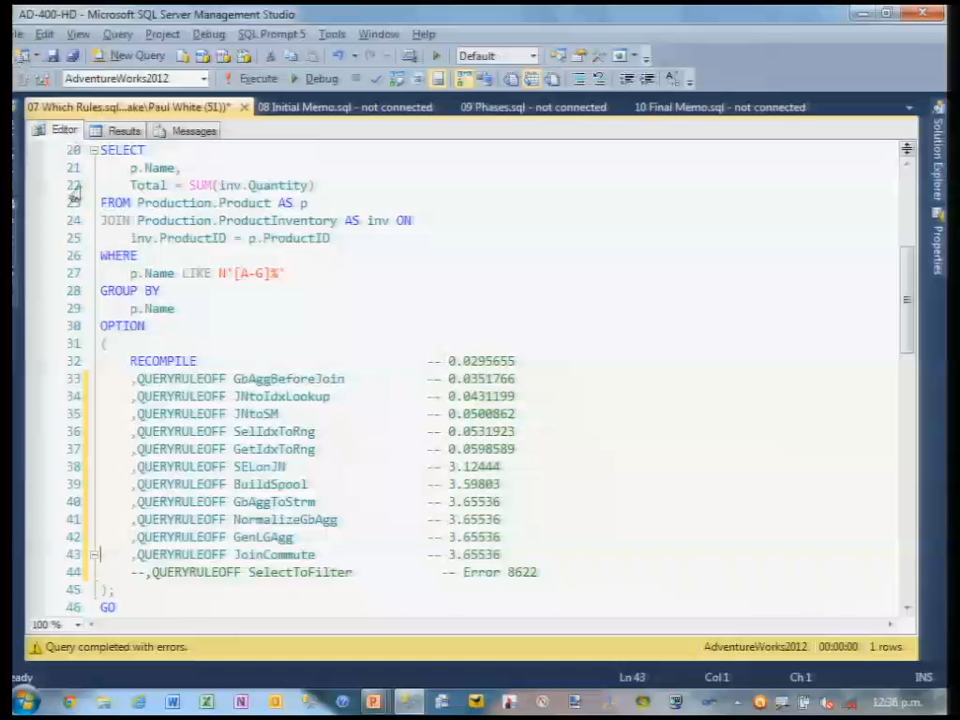 AD-400-HD - Microsoft SQL Server Management Studio
le Edit View Query Project Debug SQL Prompt 5 Tools Window Help
New Query Default
AdventureWorks2012 Execute Debug
07 Which Rules.sql...ake\Paul White (51))* 08 Initial Memo.sql - not connected 09 Phases.sql - not connected 10 Final Memo.sql - not connected
Editor Results Messages
20 SELECT
21 p.Name,
22 Total = SUM(inv.Quantity)
23 FROM Production.Product AS p
24 JOIN Production.ProductInventory AS inv ON
25 inv.ProductID = p.ProductID
26 WHERE
27 p.Name LIKE N'[A-G]%'
28 GROUP BY
29 p.Name
30 OPTION
31 (
32 RECOMPILE -- 0.0295655
33 ,QUERYRULEOFF GbAggBeforeJoin -- 0.0351766
34 ,QUERYRULEOFF JNtoIdxLookup -- 0.0431199
35 ,QUERYRULEOFF JNtoSM -- 0.0500862
36 ,QUERYRULEOFF SelIdxToRng -- 0.0531923
37 ,QUERYRULEOFF GetIdxToRng -- 0.0598589
38 ,QUERYRULEOFF SELonJN -- 3.12444
39 ,QUERYRULEOFF BuildSpool -- 3.59803
40 ,QUERYRULEOFF GbAggToStrm -- 3.65536
41 ,QUERYRULEOFF NormalizeGbAgg -- 3.65536
42 ,QUERYRULEOFF GenLGAgg -- 3.65536
43 ,QUERYRULEOFF JoinCommute -- 3.65536
44 --,QUERYRULEOFF SelectToFilter -- Error 8622
45 );
46 GO
100 %
Query completed with errors. AdventureWorks2012 00:00:00 1 rows
eady Ln 43 Col 1 Ch 1 INS
12:36 p.m.
Solution Explorer
Properties